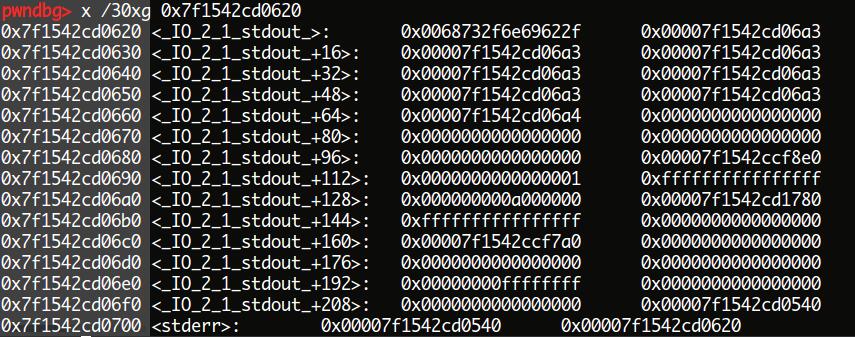 pwndbg> x /30xg 0x7f1542cd0620
0x7f1542cd0620 <_IO_2_1_stdout_>: 0x0068732f6e69622f 0x00007f1542cd06a3
0x7f1542cd0630 <_IO_2_1_stdout_+16>: 0x00007f1542cd06a3 0x00007f1542cd06a3
0x7f1542cd0640 <_IO_2_1_stdout_+32>: 0x00007f1542cd06a3 0x00007f1542cd06a3
0x7f1542cd0650 <_IO_2_1_stdout_+48>: 0x00007f1542cd06a3 0x00007f1542cd06a3
0x7f1542cd0660 <_IO_2_1_stdout_+64>: 0x00007f1542cd06a4 0x0000000000000000
0x7f1542cd0670 <_IO_2_1_stdout_+80>: 0x0000000000000000 0x0000000000000000
0x7f1542cd0680 <_IO_2_1_stdout_+96>: 0x0000000000000000 0x00007f1542ccf8e0
0x7f1542cd0690 <_IO_2_1_stdout_+112>: 0x0000000000000001 0xffffffffffffffff
0x7f1542cd06a0 <_IO_2_1_stdout_+128>: 0x000000000a000000 0x00007f1542cd1780
0x7f1542cd06b0 <_IO_2_1_stdout_+144>: 0xffffffffffffffff 0x0000000000000000
0x7f1542cd06c0 <_IO_2_1_stdout_+160>: 0x00007f1542ccf7a0 0x0000000000000000
0x7f1542cd06d0 <_IO_2_1_stdout_+176>: 0x0000000000000000 0x0000000000000000
0x7f1542cd06e0 <_IO_2_1_stdout_+192>: 0x00000000ffffffff 0x0000000000000000
0x7f1542cd06f0 <_IO_2_1_stdout_+208>: 0x0000000000000000 0x00007f1542cd0540
0x7f1542cd0700 <stderr>: 0x00007f1542cd0540 0x00007f1542cd0620